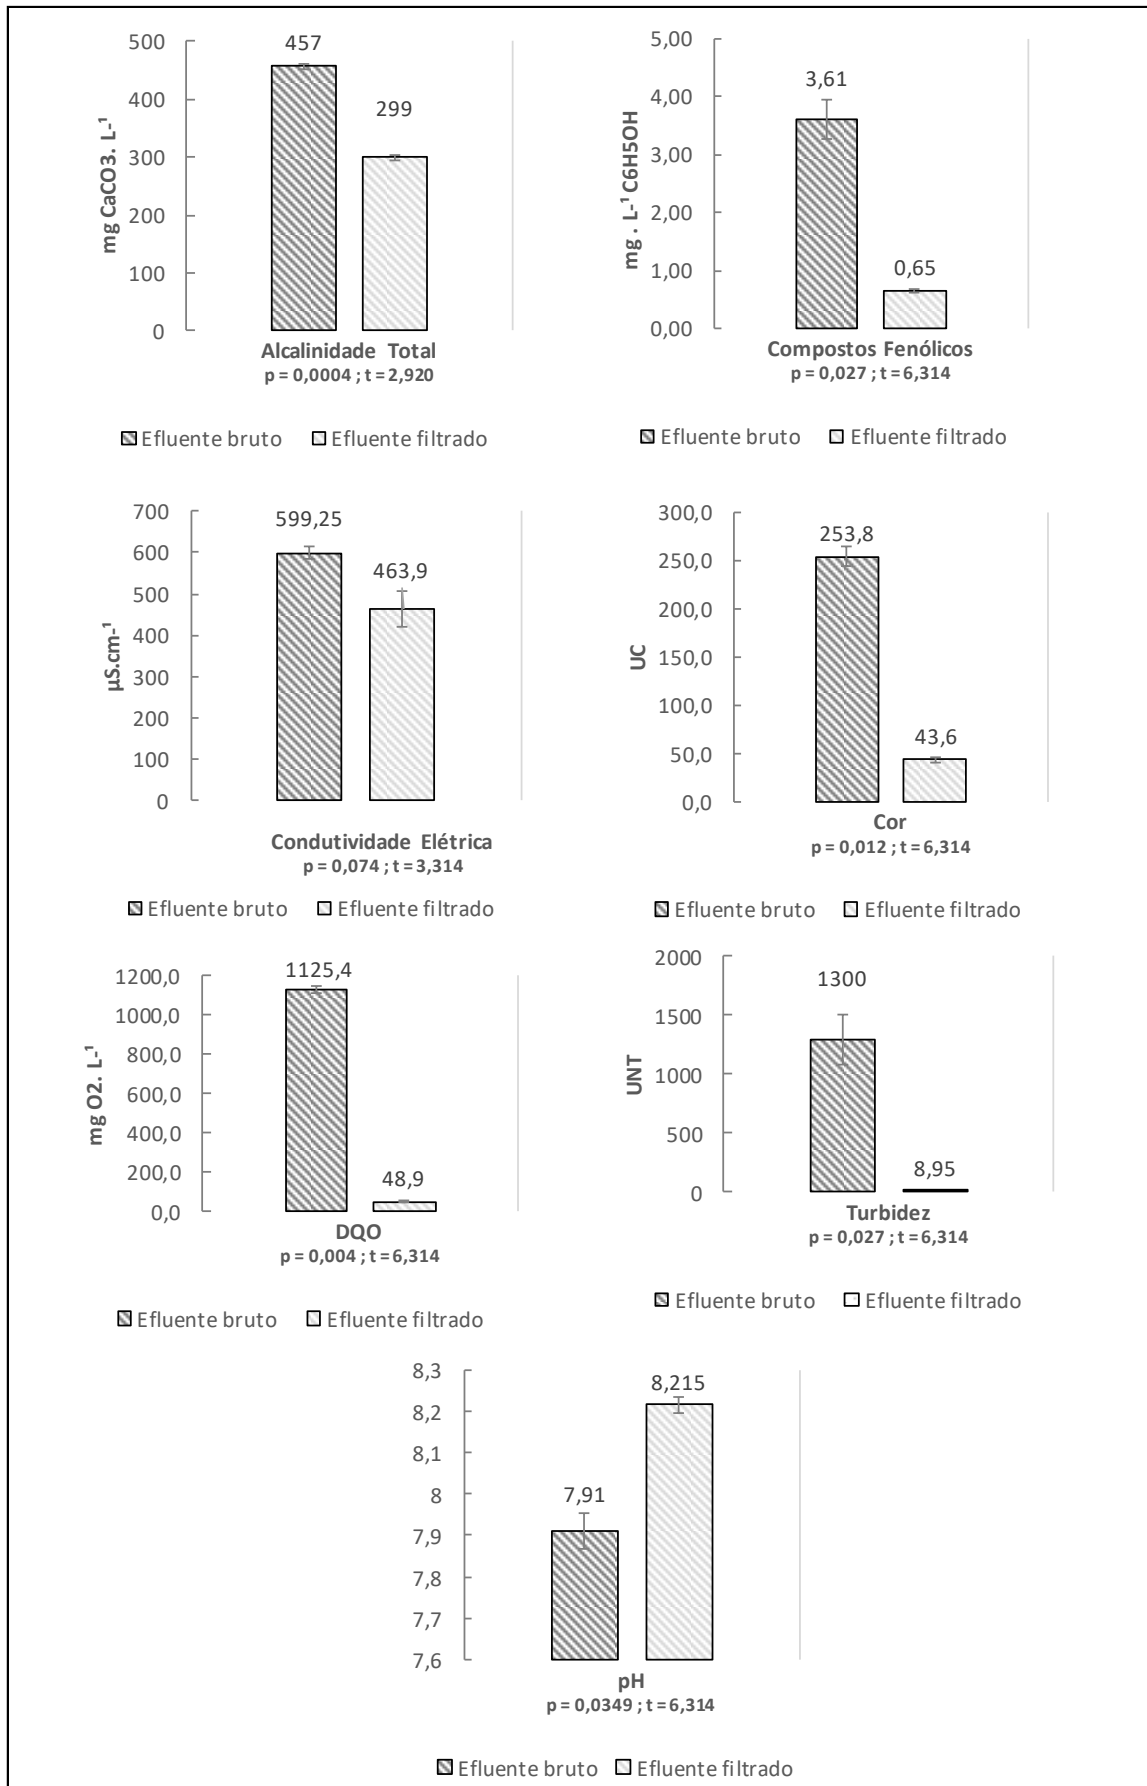 500
457
400
299
300
200
100
0
mg CaCO3. L-¹
Alcalinidade Total
p = 0,0004 ; t = 2,920
Efluente bruto Efluente filtrado
5,00
3,61
4,00
3,00
2,00
1,00
0,65
0,00
mg . L-¹ C6H5OH
Compostos Fenólicos
p = 0,027 ; t = 6,314
Efluente bruto Efluente filtrado
700
599,25
600
463,9
500
400
300
200
100
0
µS.cm-¹
Condutividade Elétrica
p = 0,074 ; t = 3,314
Efluente bruto Efluente filtrado
300,0
253,8
250,0
200,0
150,0
100,0
43,6
50,0
0,0
UC
Cor
p = 0,012 ; t = 6,314
Efluente bruto Efluente filtrado
1125,4
1200,0
1000,0
800,0
600,0
400,0
48,9
200,0
0,0
mg O2. L-¹
DQO
p = 0,004 ; t = 6,314
Efluente bruto Efluente filtrado
2000
1300
1500
1000
500
8,95
0
UNT
Turbidez
p = 0,027 ; t = 6,314
Efluente bruto Efluente filtrado
8,3
8,215
8,2
8,1
8
7,91
7,9
7,8
7,7
7,6
pH
p = 0,0349 ; t = 6,314
Efluente bruto Efluente filtrado